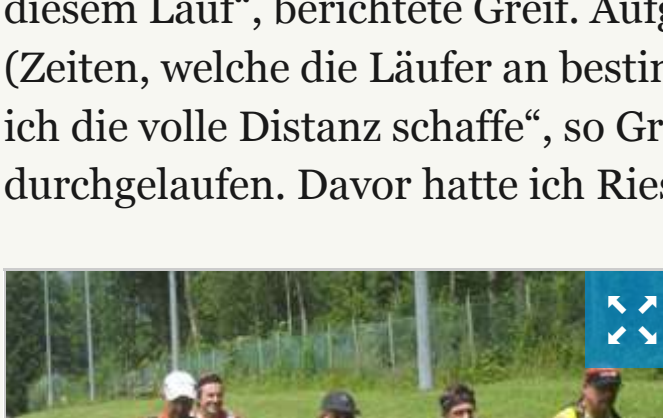 diesem Lauf“, berichtete Greif.
(Zeiten, welche die Läufer an
ich die volle Distanz schaffe“, so
durchgelaufen. Davor hatte ich